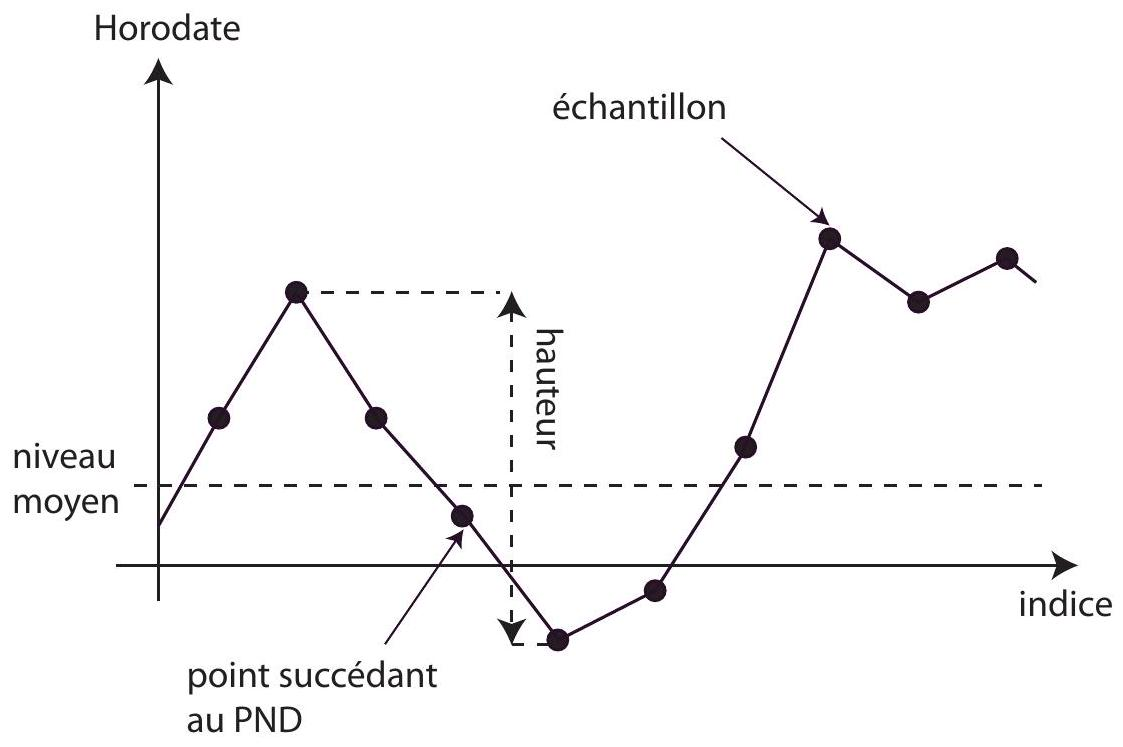 Horodate
échantillon
hauteur
niveau
moyen
indice
point succédant
au PND